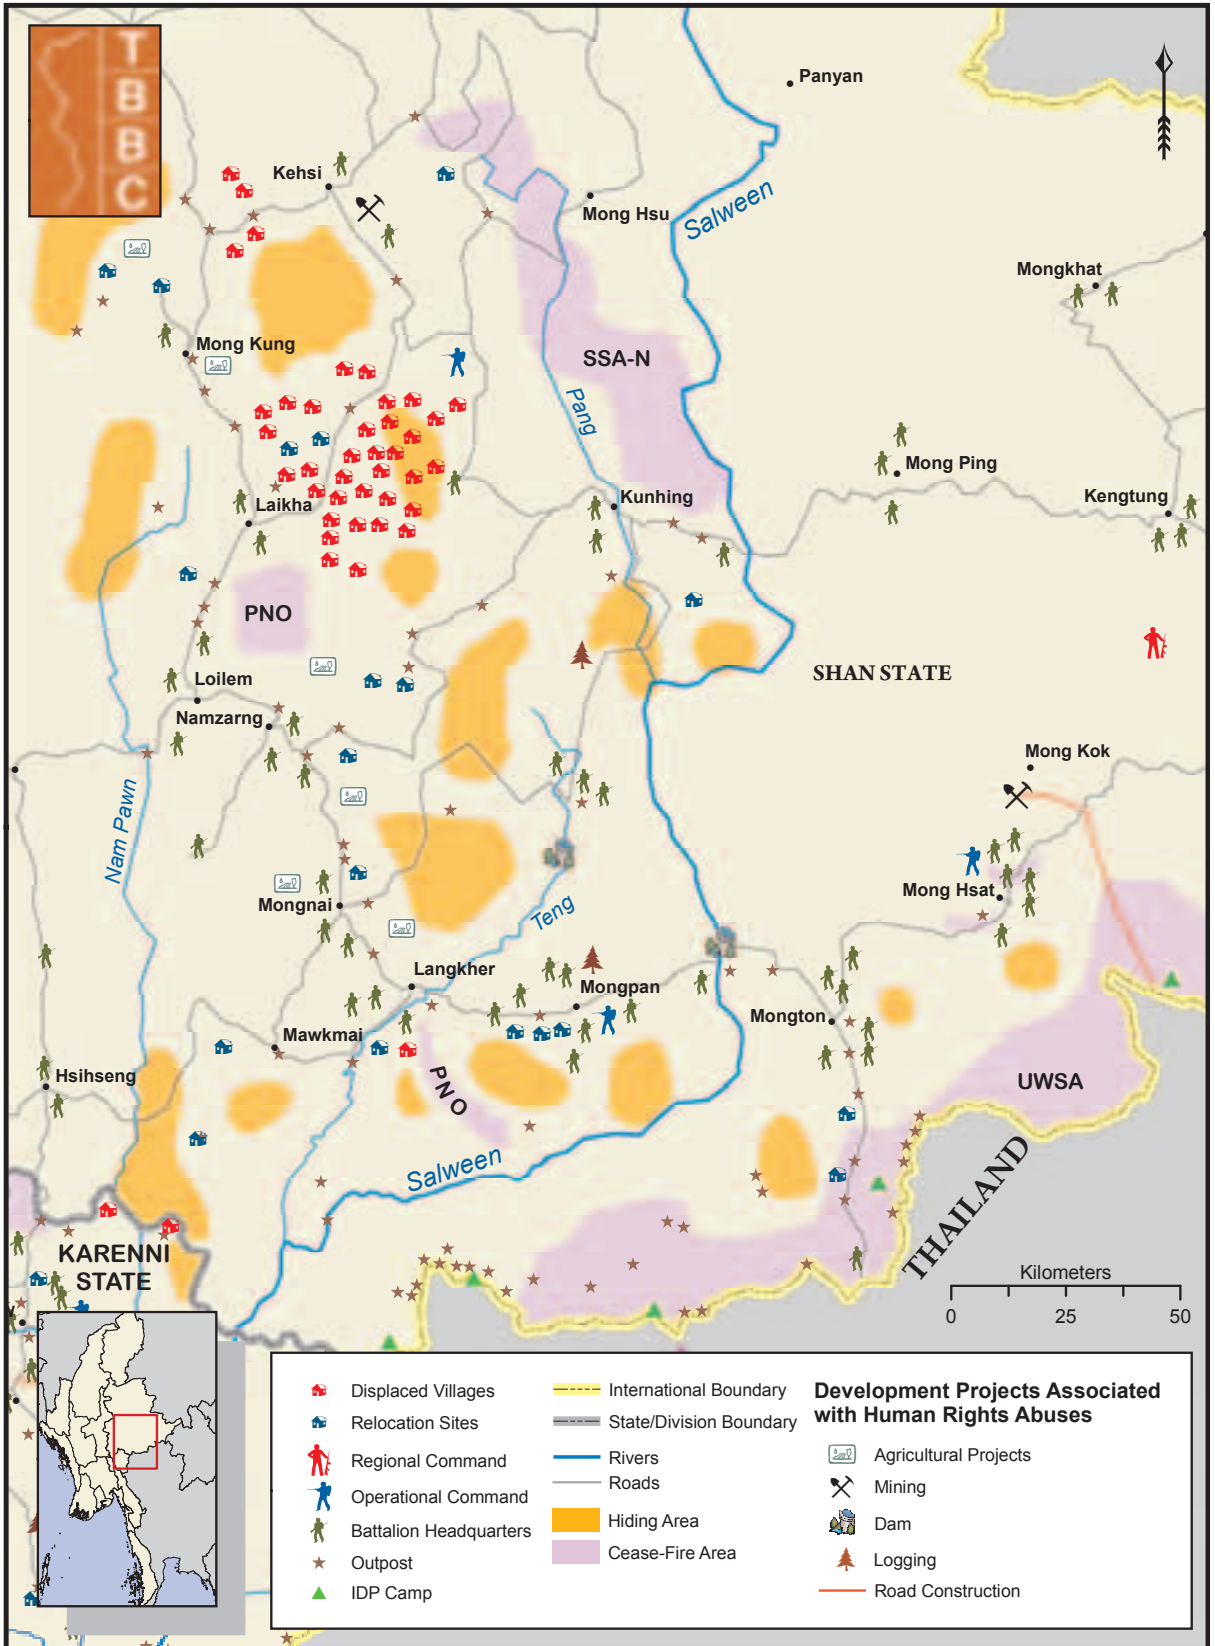 T
B
B
C
Panyan
Kehsi
Mong Hsu
Salween
Mongkhat
Mong Kung
SSA-N
Pang
Mong Ping
Kunhing
Kengtung
Laikha
PNO
SHAN STATE
Loilem
Namzarng
Mong Kok
Nam Pawn
Mong Hsat
Mongnai
Teng
Langkher
Mongpan
Mongton
Mawkmai
Hsihseng
PNO
UWSA
Salween
THAILAND
KARENNI
STATE
Kilometers
0 25 50
Displaced Villages
Relocation Sites
Regional Command
Operational Command
Battalion Headquarters
Outpost
IDP Camp
International Boundary
State/Division Boundary
Rivers
Roads
Hiding Area
Cease-Fire Area
Development Projects Associated
with Human Rights Abuses
Agricultural Projects
Mining
Dam
Logging
Road Construction